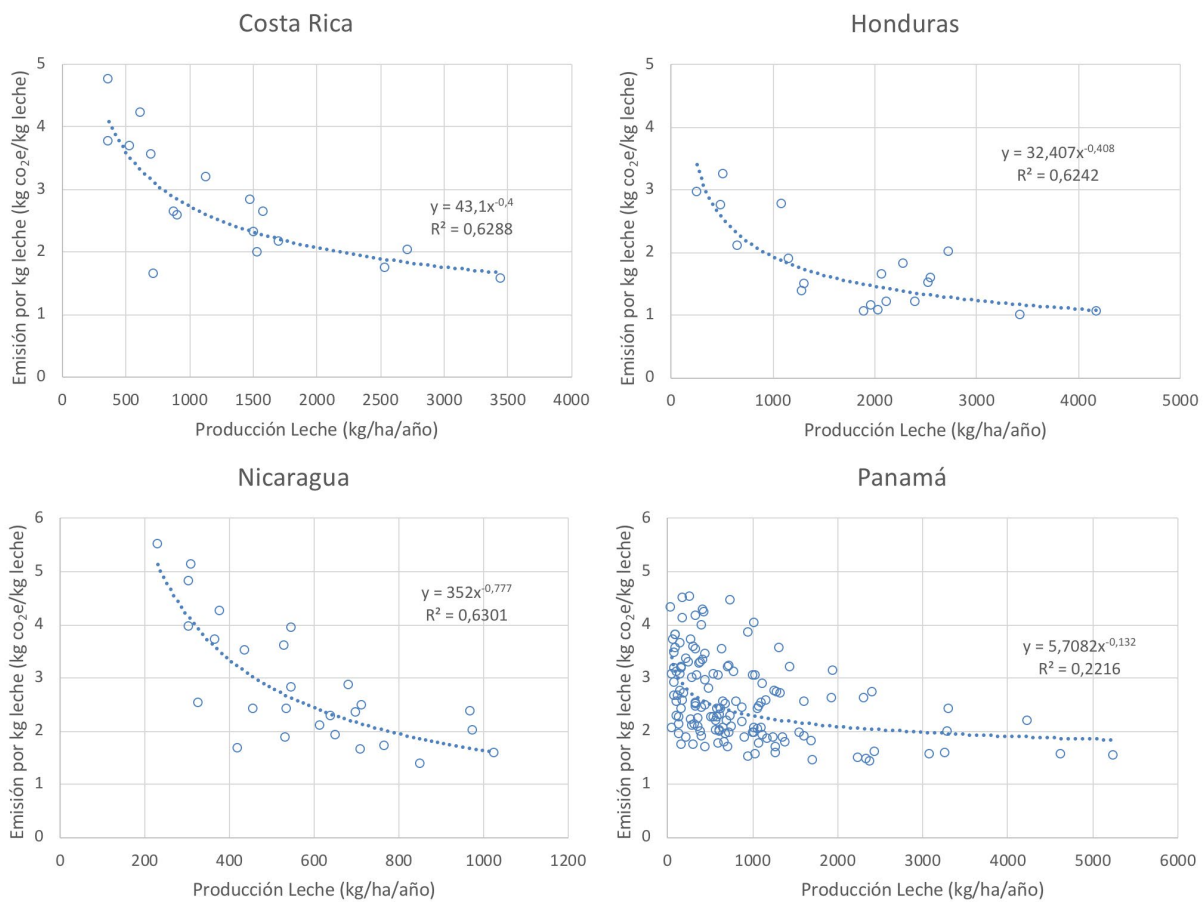 Costa Rica
Emisión por kg leche (kg co₂e/kg leche)
5
4
3
2
1
0
y = 43,1x⁻⁰,⁴
R² = 0,6288
0 500 1000 1500 2000 2500 3000 3500 4000
Producción Leche (kg/ha/año)
Honduras
Emisión por kg leche (kg co₂e/kg leche)
5
4
3
2
1
0
y = 32,407x⁻⁰,⁴⁰⁸
R² = 0,6242
0 1000 2000 3000 4000 5000
Producción Leche (kg/ha/año)
Nicaragua
Emisión por kg leche (kg co₂e/kg leche)
6
5
4
3
2
1
0
y = 352x⁻⁰,⁷⁷⁷
R² = 0,6301
0 200 400 600 800 1000 1200
Producción Leche (kg/ha/año)
Panamá
Emisión por kg leche (kg co₂e/kg leche)
6
5
4
3
2
1
0
y = 5,7082x⁻⁰,¹³²
R² = 0,2216
0 1000 2000 3000 4000 5000 6000
Producción Leche (kg/ha/año)